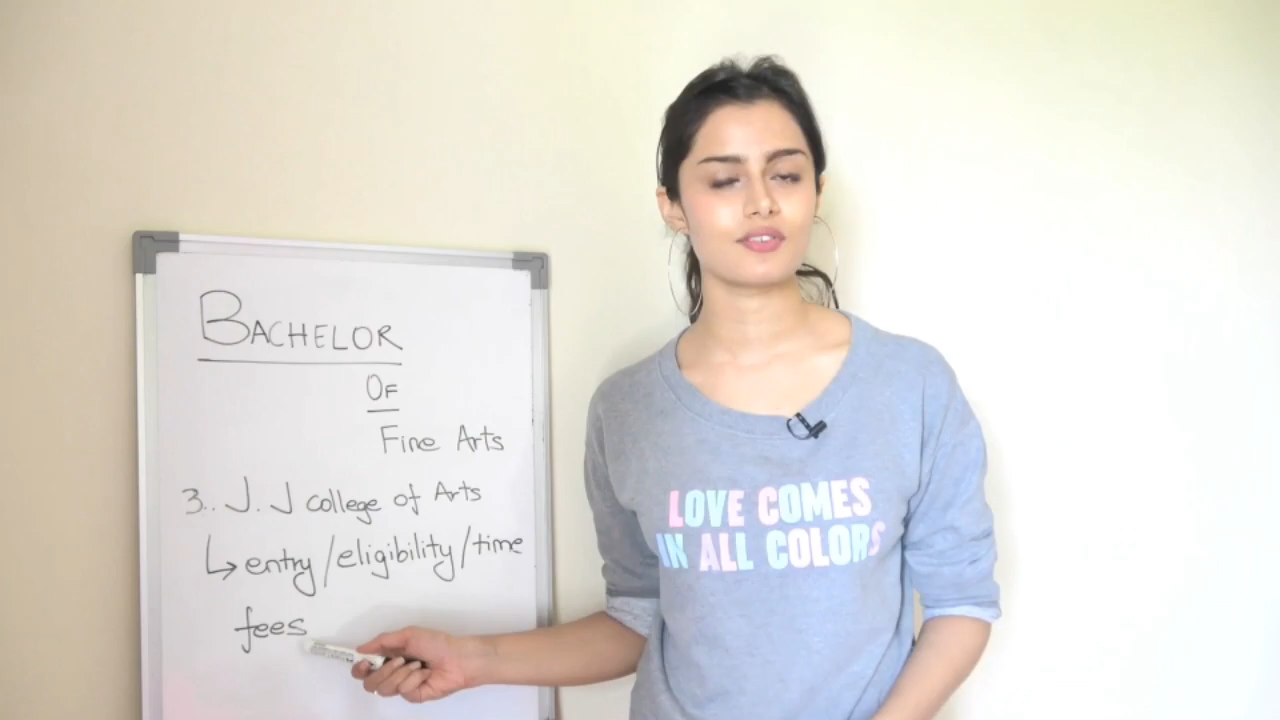 BACHELOR
OF
Fine Arts
3.. J. J college of Arts
↳ entry/eligibility/time
fees
LOVE COMES
IN ALL COLORS